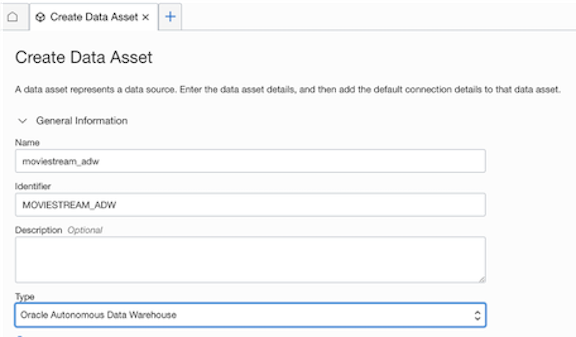 Create Data Asset
Create Data Asset
A data asset represents a data source. Enter the data asset details, and then add the default connection details to that data asset.
General Information
Name
moviestream_adw
Identifier
MOVIESTREAM_ADW
Description Optional
Type
Oracle Autonomous Data Warehouse